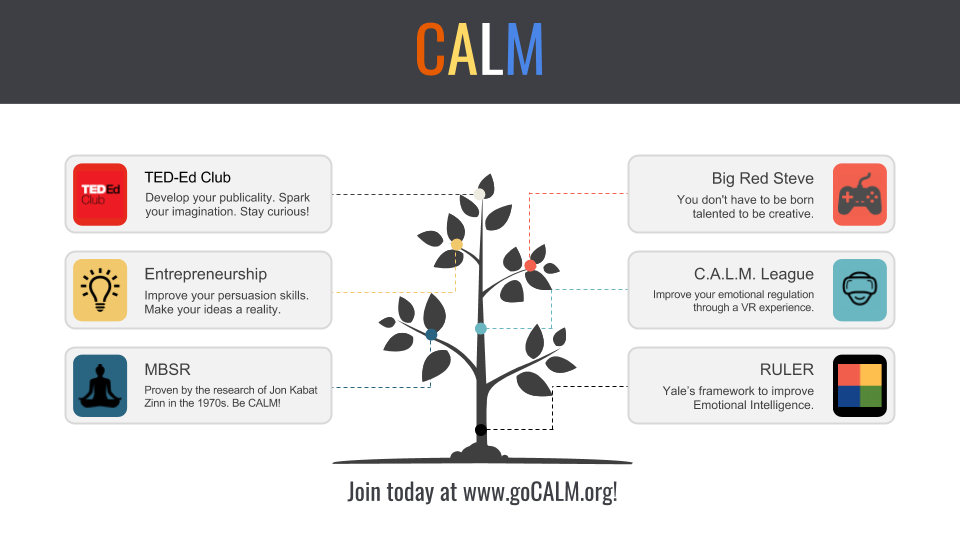 CALM
TED Ed
Club
TED-Ed Club
Develop your publicality. Spark
your imagination. Stay curious!
Entrepreneurship
Improve your persuasion skills.
Make your ideas a reality.
MBSR
Proven by the research of Jon Kabat
Zinn in the 1970s. Be CALM!
Big Red Steve
You don't have to be born
talented to be creative.
C.A.L.M. League
Improve your emotional regulation
through a VR experience.
RULER
Yale's framework to improve
Emotional Intelligence.
Join today at www.goCALM.org!